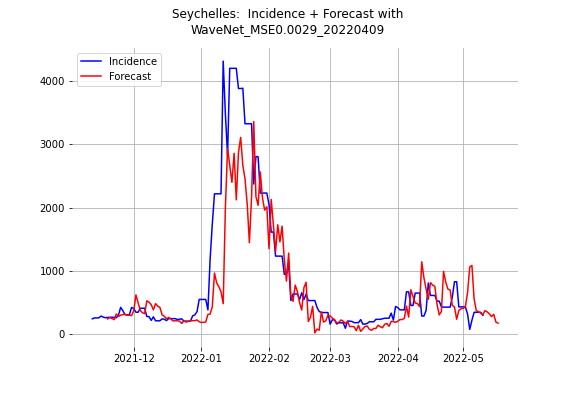 Seychelles:  Incidence + Forecast with
WaveNet_MSE0.0029_20220409
Incidence
Forecast
4000
3000
2000
1000
0
2021-12
2022-01
2022-02
2022-03
2022-04
2022-05